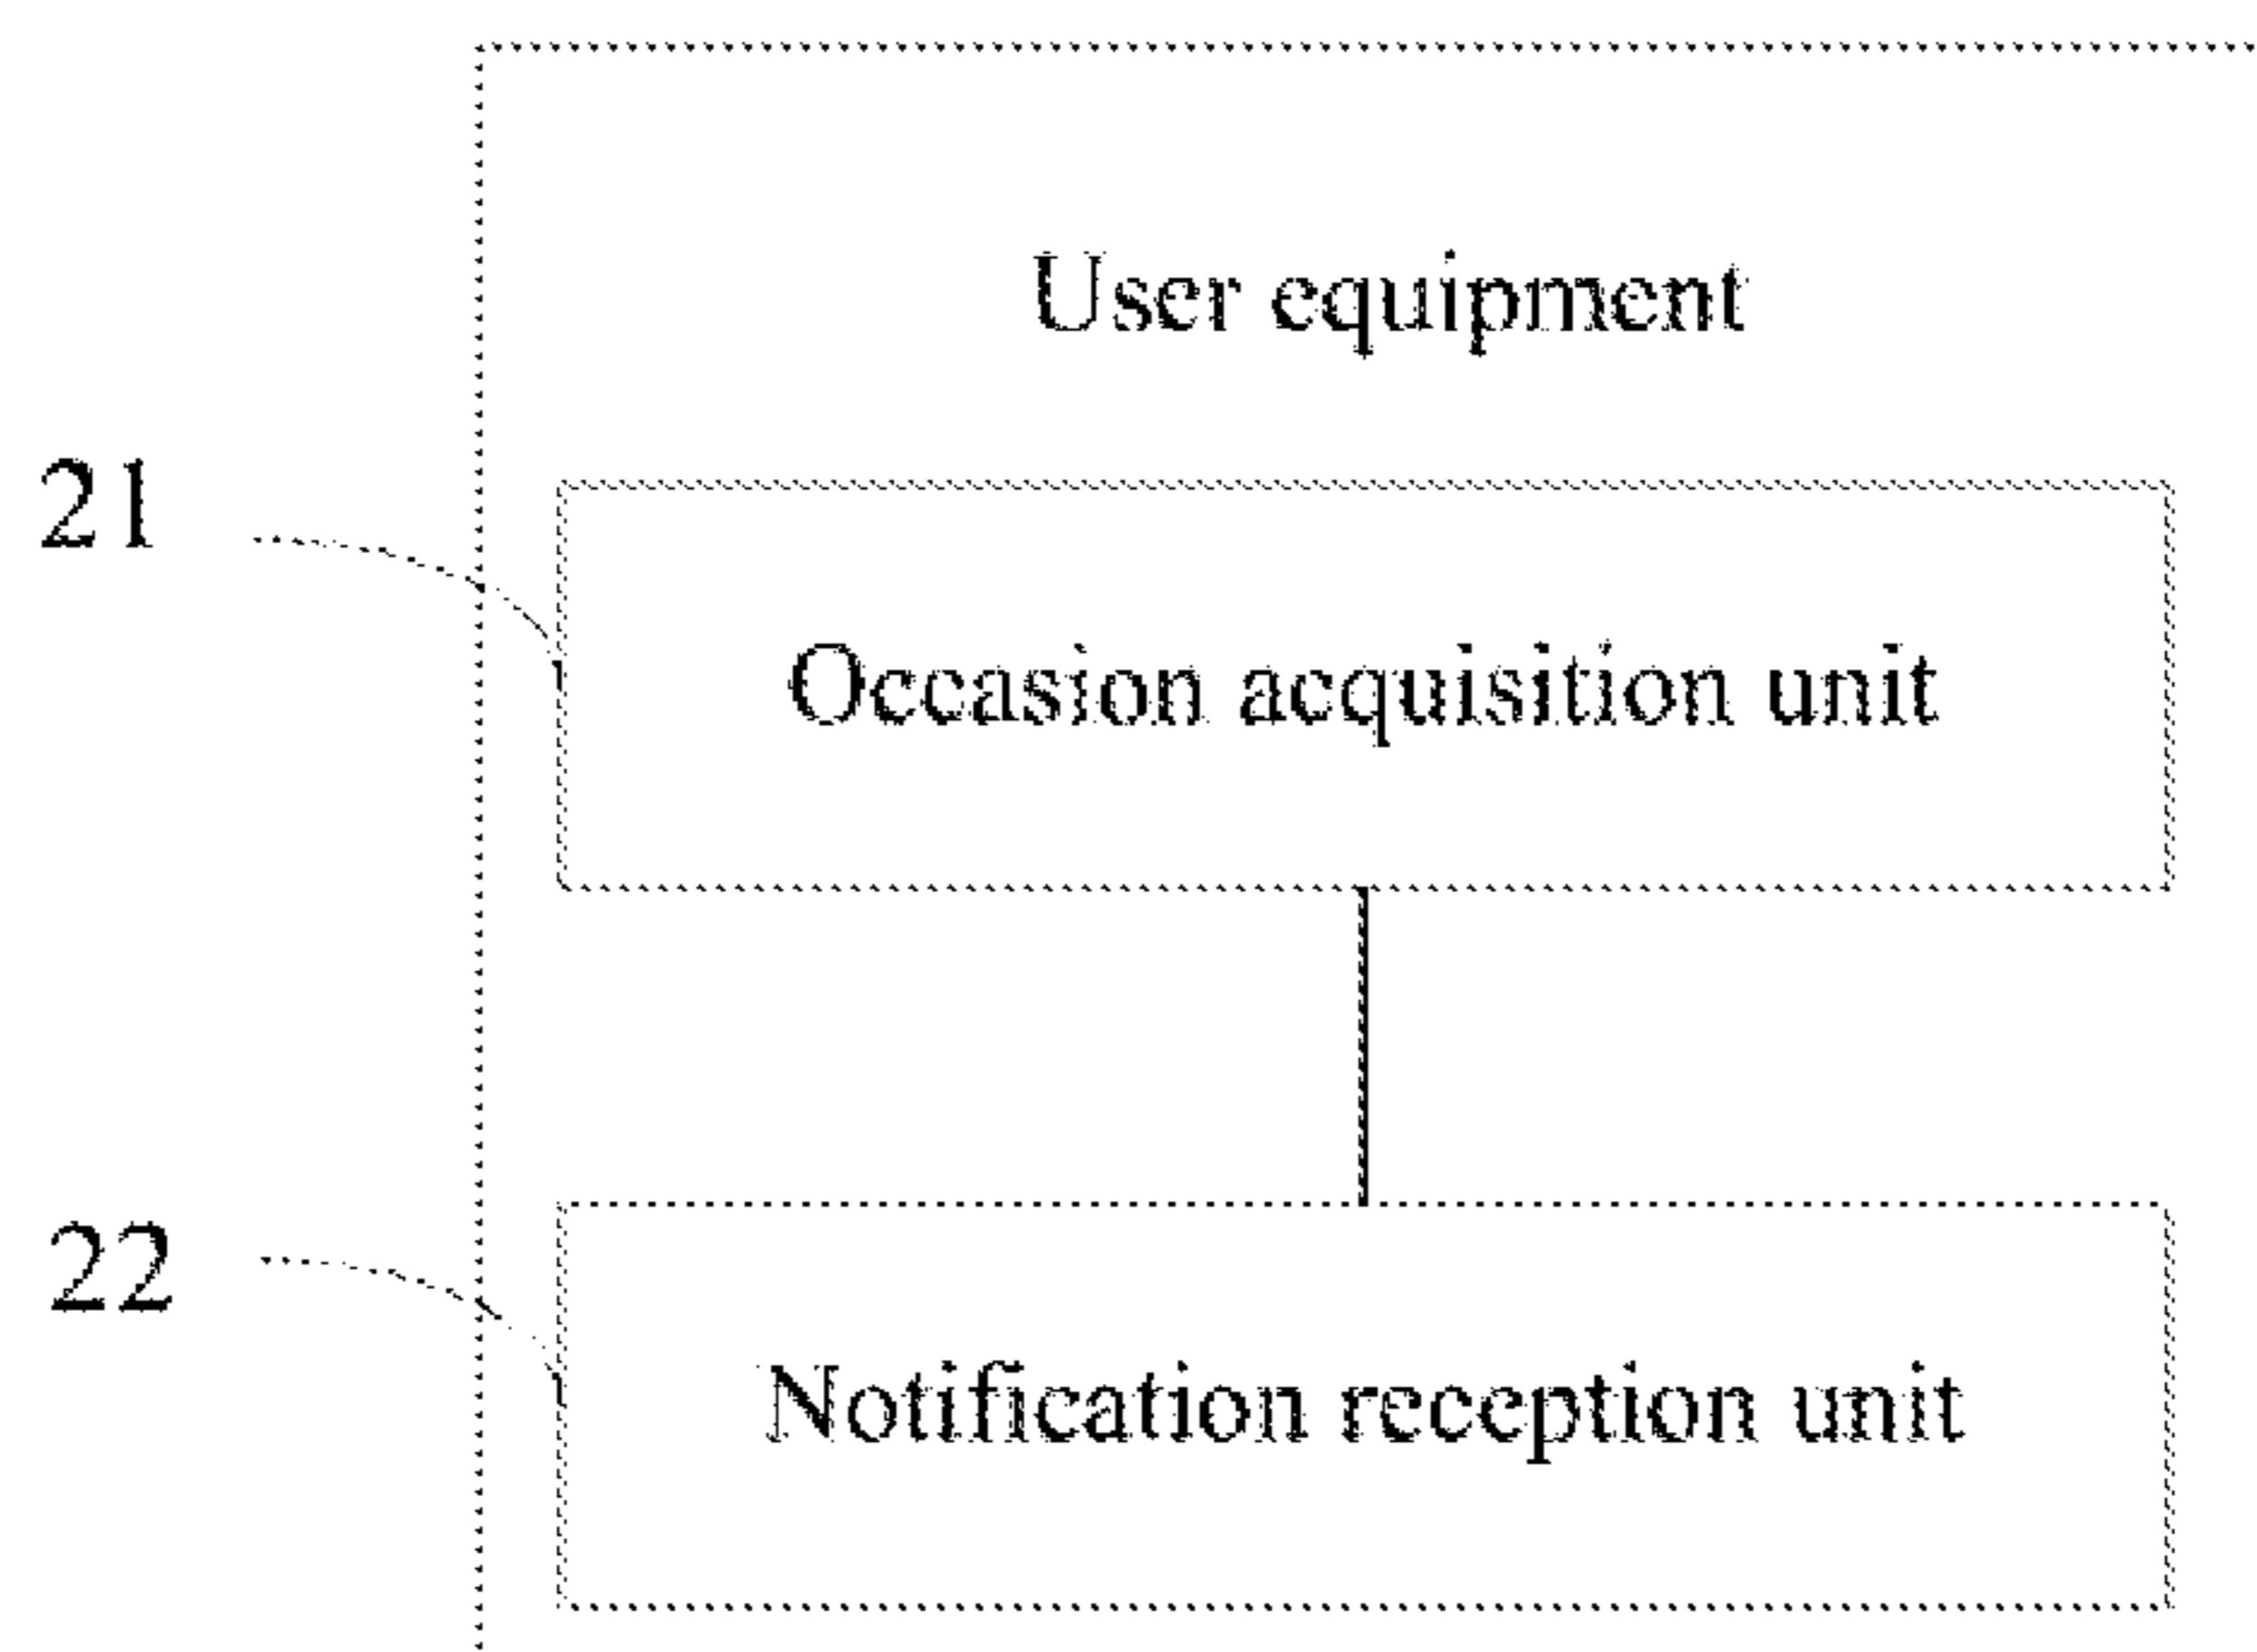 User equipment
21
Occasion acquisition unit
22
Notification reception unit